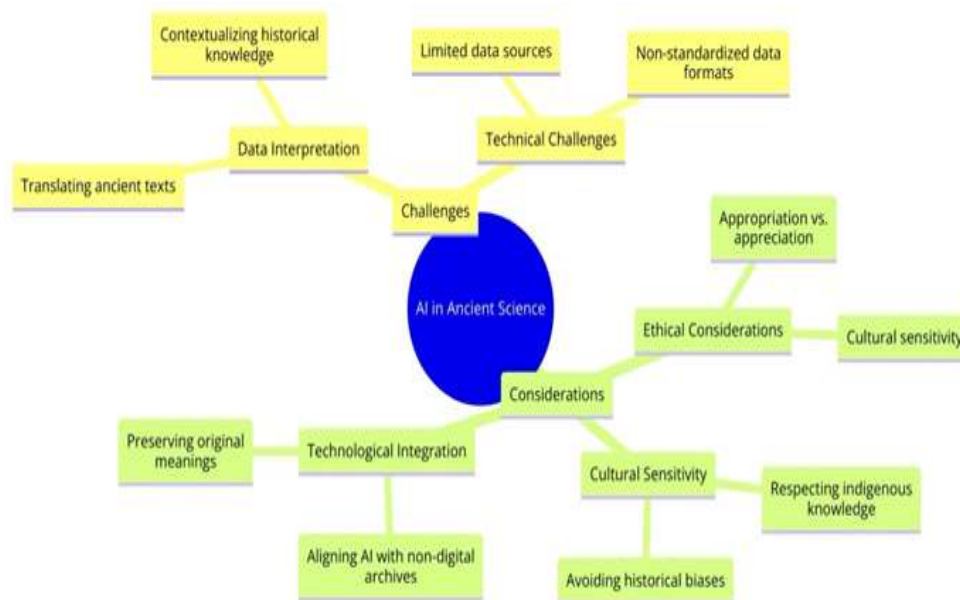 Contextualizing historical
knowledge
Limited data sources
Non-standardized data
formats
Data Interpretation
Technical Challenges
Translating ancient texts
Challenges
AI in Ancient Science
Appropriation vs.
appreciation
Ethical Considerations
Cultural sensitivity
Considerations
Preserving original
meanings
Technological Integration
Cultural Sensitivity
Respecting indigenous
knowledge
Aligning AI with non-digital
archives
Avoiding historical biases